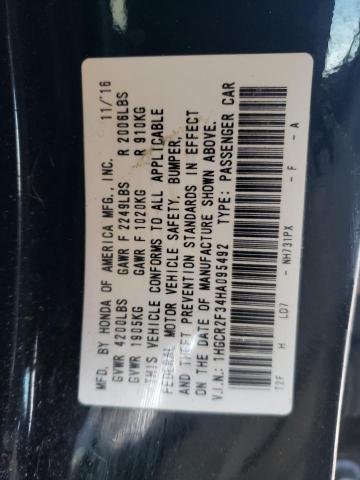 MFD. BY HONDA OF AMERICA MFG., INC. 11/'16
GVWR 4200LBS GAWR F 2249LBS R 2006LBS
GVWR 1905KG GAWR F 1020KG R 910KG
THIS VEHICLE CONFORMS TO ALL APPLICABLE
FEDERAL MOTOR VEHICLE SAFETY, BUMPER,
AND THEFT PREVENTION STANDARDS IN EFFECT
ON THE DATE OF MANUFACTURE SHOWN ABOVE.
V.I.N.: 1HGCR2F34HA095492 TYPE: PASSENGER CAR
T2F H LD7 - NH731PX - F - A